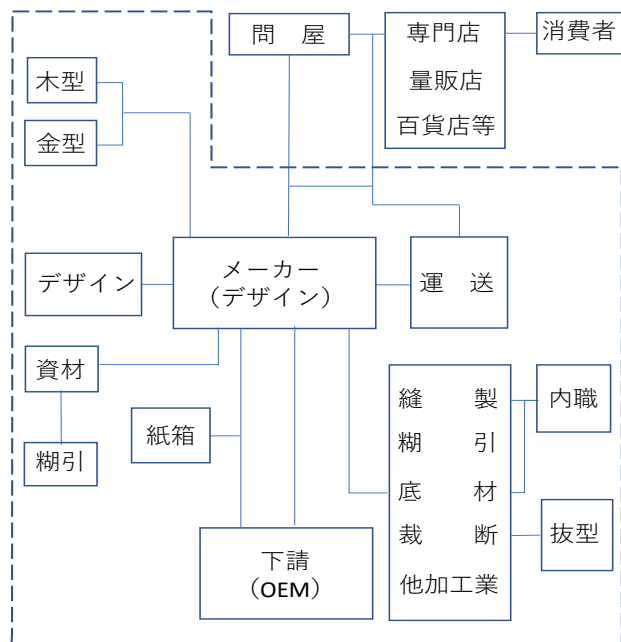 問　屋
専門店
量販店
百貨店等
消費者
木型
金型
デザイン
メーカー
（デザイン）
運　送
資材
糊引
紙箱
下請
（OEM）
縫　製
糊　引
底　材
裁　断
他加工業
内職
抜型